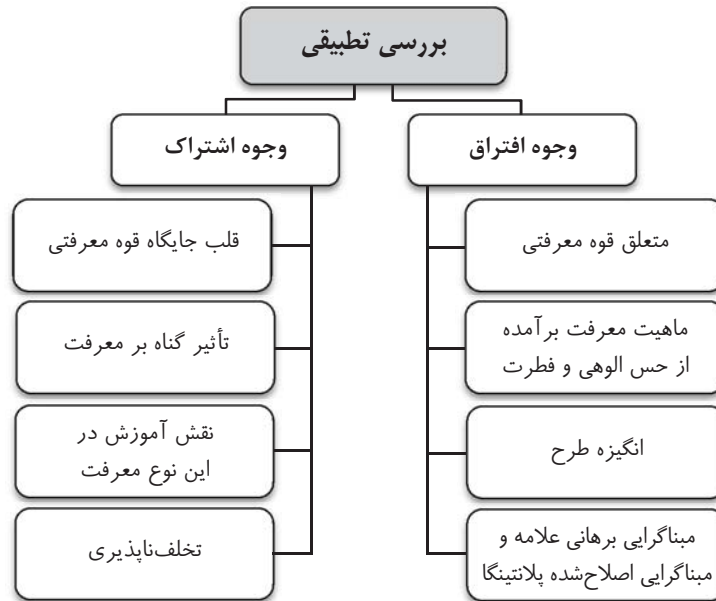 بررسی تطبیقی
وجوه افتراق
متعلق قوه معرفتی
ماهیت معرفت برآمده
از حس الوهی و فطرت
انگیزه طرح
مبناگرایی برهانی علامه و
مبناگرایی اصلاح‌شده پلانتینگا
وجوه اشتراک
قلب جایگاه قوه معرفتی
تأثیر گناه بر معرفت
نقش آموزش در
این نوع معرفت
تخلف‌ناپذیری